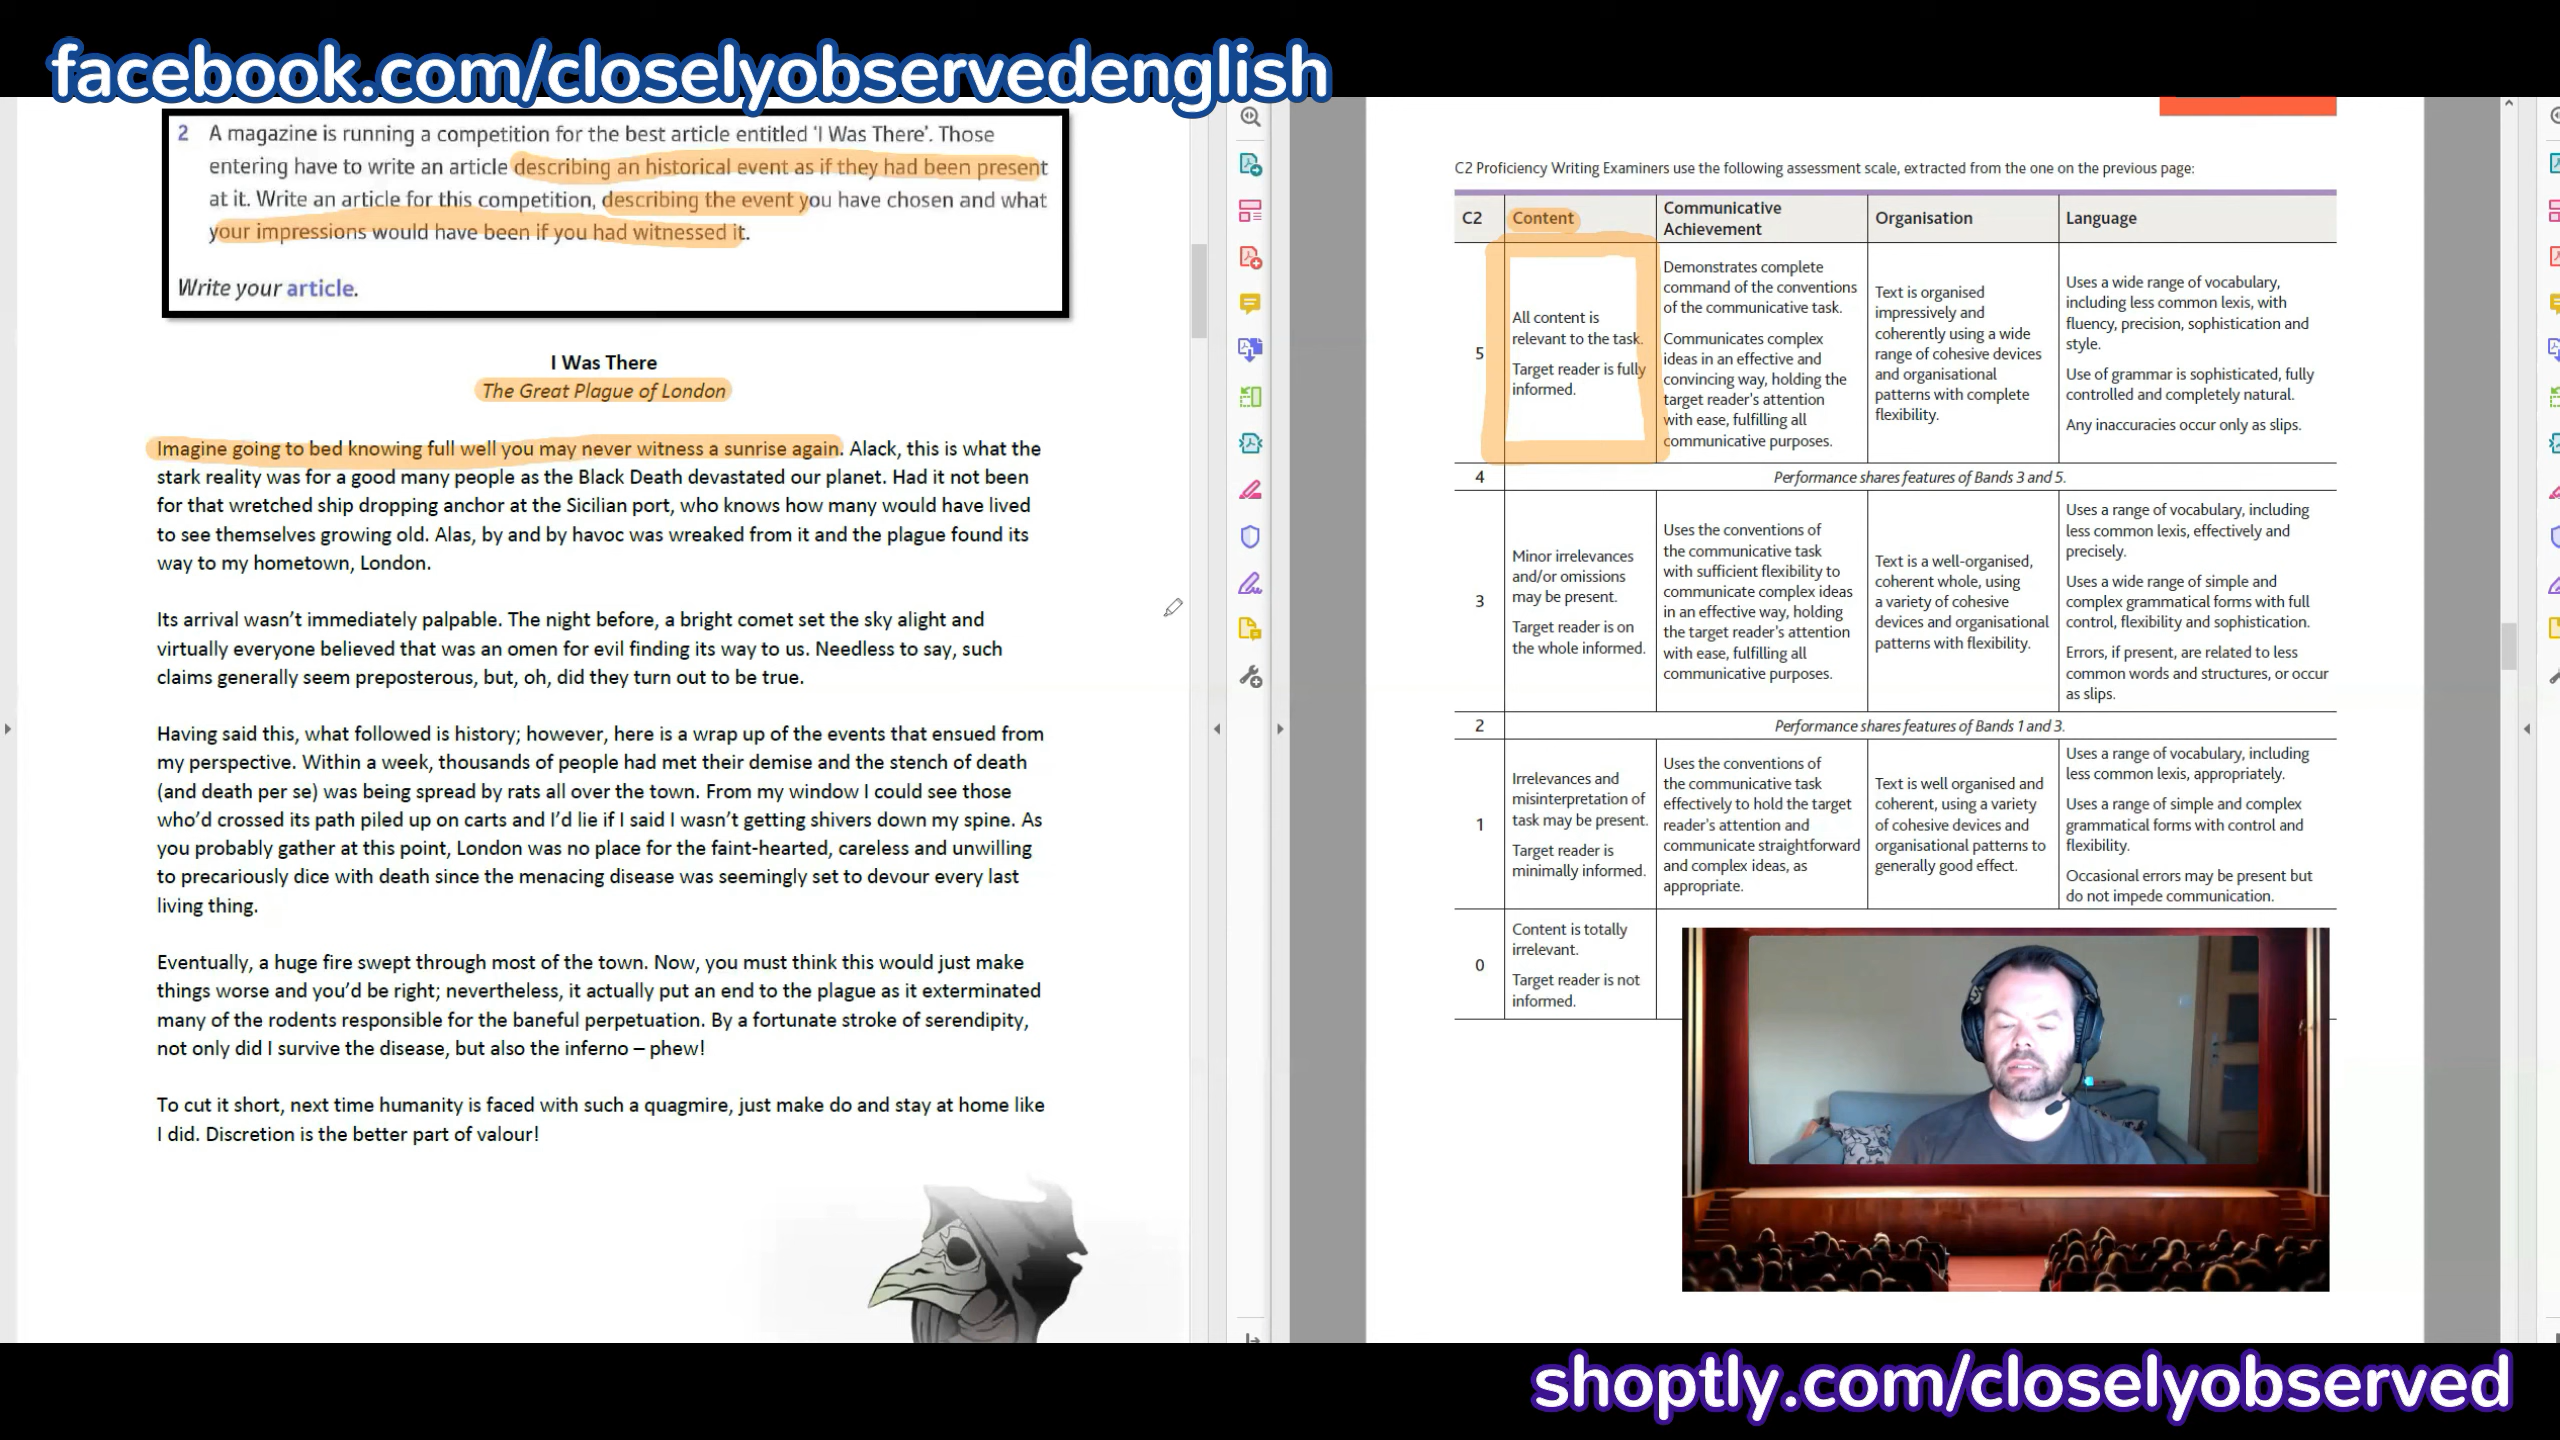 facebook.com/closelyobservedenglish
2 A magazine is running a competition for the best article entitled 'I Was There'. Those
entering have to write an article describing an historical event as if they had been present
at it. Write an article for this competition, describing the event you have chosen and what
your impressions would have been if you had witnessed it.
Write your article.
I Was There
The Great Plague of London
Imagine going to bed knowing full well you may never witness a sunrise again. Alack, this is what the
stark reality was for a good many people as the Black Death devastated our planet. Had it not been
for that wretched ship dropping anchor at the Sicilian port, who knows how many would have lived
to see themselves growing old. Alas, by and by havoc was wreaked from it and the plague found its
way to my hometown, London.
Its arrival wasn't immediately palpable. The night before, a bright comet set the sky alight and
virtually everyone believed that was an omen for evil finding its way to us. Needless to say, such
claims generally seem preposterous, but, oh, did they turn out to be true.
Having said this, what followed is history; however, here is a wrap up of the events that ensued from
my perspective. Within a week, thousands of people had met their demise and the stench of death
(and death per se) was being spread by rats all over the town. From my window I could see those
who'd crossed its path piled up on carts and I'd lie if I said I wasn't getting shivers down my spine. As
you probably gather at this point, London was no place for the faint-hearted, careless and unwilling
to precariously dice with death since the menacing disease was seemingly set to devour every last
living thing.
Eventually, a huge fire swept through most of the town. Now, you must think this would just make
things worse and you'd be right; nevertheless, it actually put an end to the plague as it exterminated
many of the rodents responsible for the baneful perpetuation. By a fortunate stroke of serendipity,
not only did I survive the disease, but also the inferno – phew!
To cut it short, next time humanity is faced with such a quagmire, just make do and stay at home like
I did. Discretion is the better part of valour!
C2 Proficiency Writing Examiners use the following assessment scale, extracted from the one on the previous page:
C2
Content
Communicative
Achievement
Organisation
Language
5
All content is
relevant to the task.
Target reader is fully
informed.
Demonstrates complete
command of the conventions
of the communicative task.
Communicates complex
ideas in an effective and
convincing way, holding the
target reader's attention
with ease, fulfilling all
communicative purposes.
Text is organised
impressively and
coherently using a wide
range of cohesive devices
and organisational
patterns with complete
flexibility.
Uses a wide range of vocabulary,
including less common lexis, with
fluency, precision, sophistication and
style.
Use of grammar is sophisticated, fully
controlled and completely natural.
Any inaccuracies occur only as slips.
4
Performance shares features of Bands 3 and 5.
3
Minor irrelevances
and/or omissions
may be present.
Target reader is on
the whole informed.
Uses the conventions of
the communicative task
with sufficient flexibility to
communicate complex ideas
in an effective way, holding
the target reader's attention
with ease, fulfilling all
communicative purposes.
Text is a well-organised,
coherent whole, using
a variety of cohesive
devices and organisational
patterns with flexibility.
Uses a range of vocabulary, including
less common lexis, effectively and
precisely.
Uses a wide range of simple and
complex grammatical forms with full
control, flexibility and sophistication.
Errors, if present, are related to less
common words and structures, or occur
as slips.
2
Performance shares features of Bands 1 and 3.
1
Irrelevances and
misinterpretation of
task may be present.
Target reader is
minimally informed.
Uses the conventions of
the communicative task
effectively to hold the target
reader's attention and
communicate straightforward
and complex ideas, as
appropriate.
Text is well organised and
coherent, using a variety
of cohesive devices and
organisational patterns to
generally good effect.
Uses a range of vocabulary, including
less common lexis, appropriately.
Uses a range of simple and complex
grammatical forms with control and
flexibility.
Occasional errors may be present but
do not impede communication.
0
Content is totally
irrelevant.
Target reader is not
informed.
shoptly.com/closelyobserved